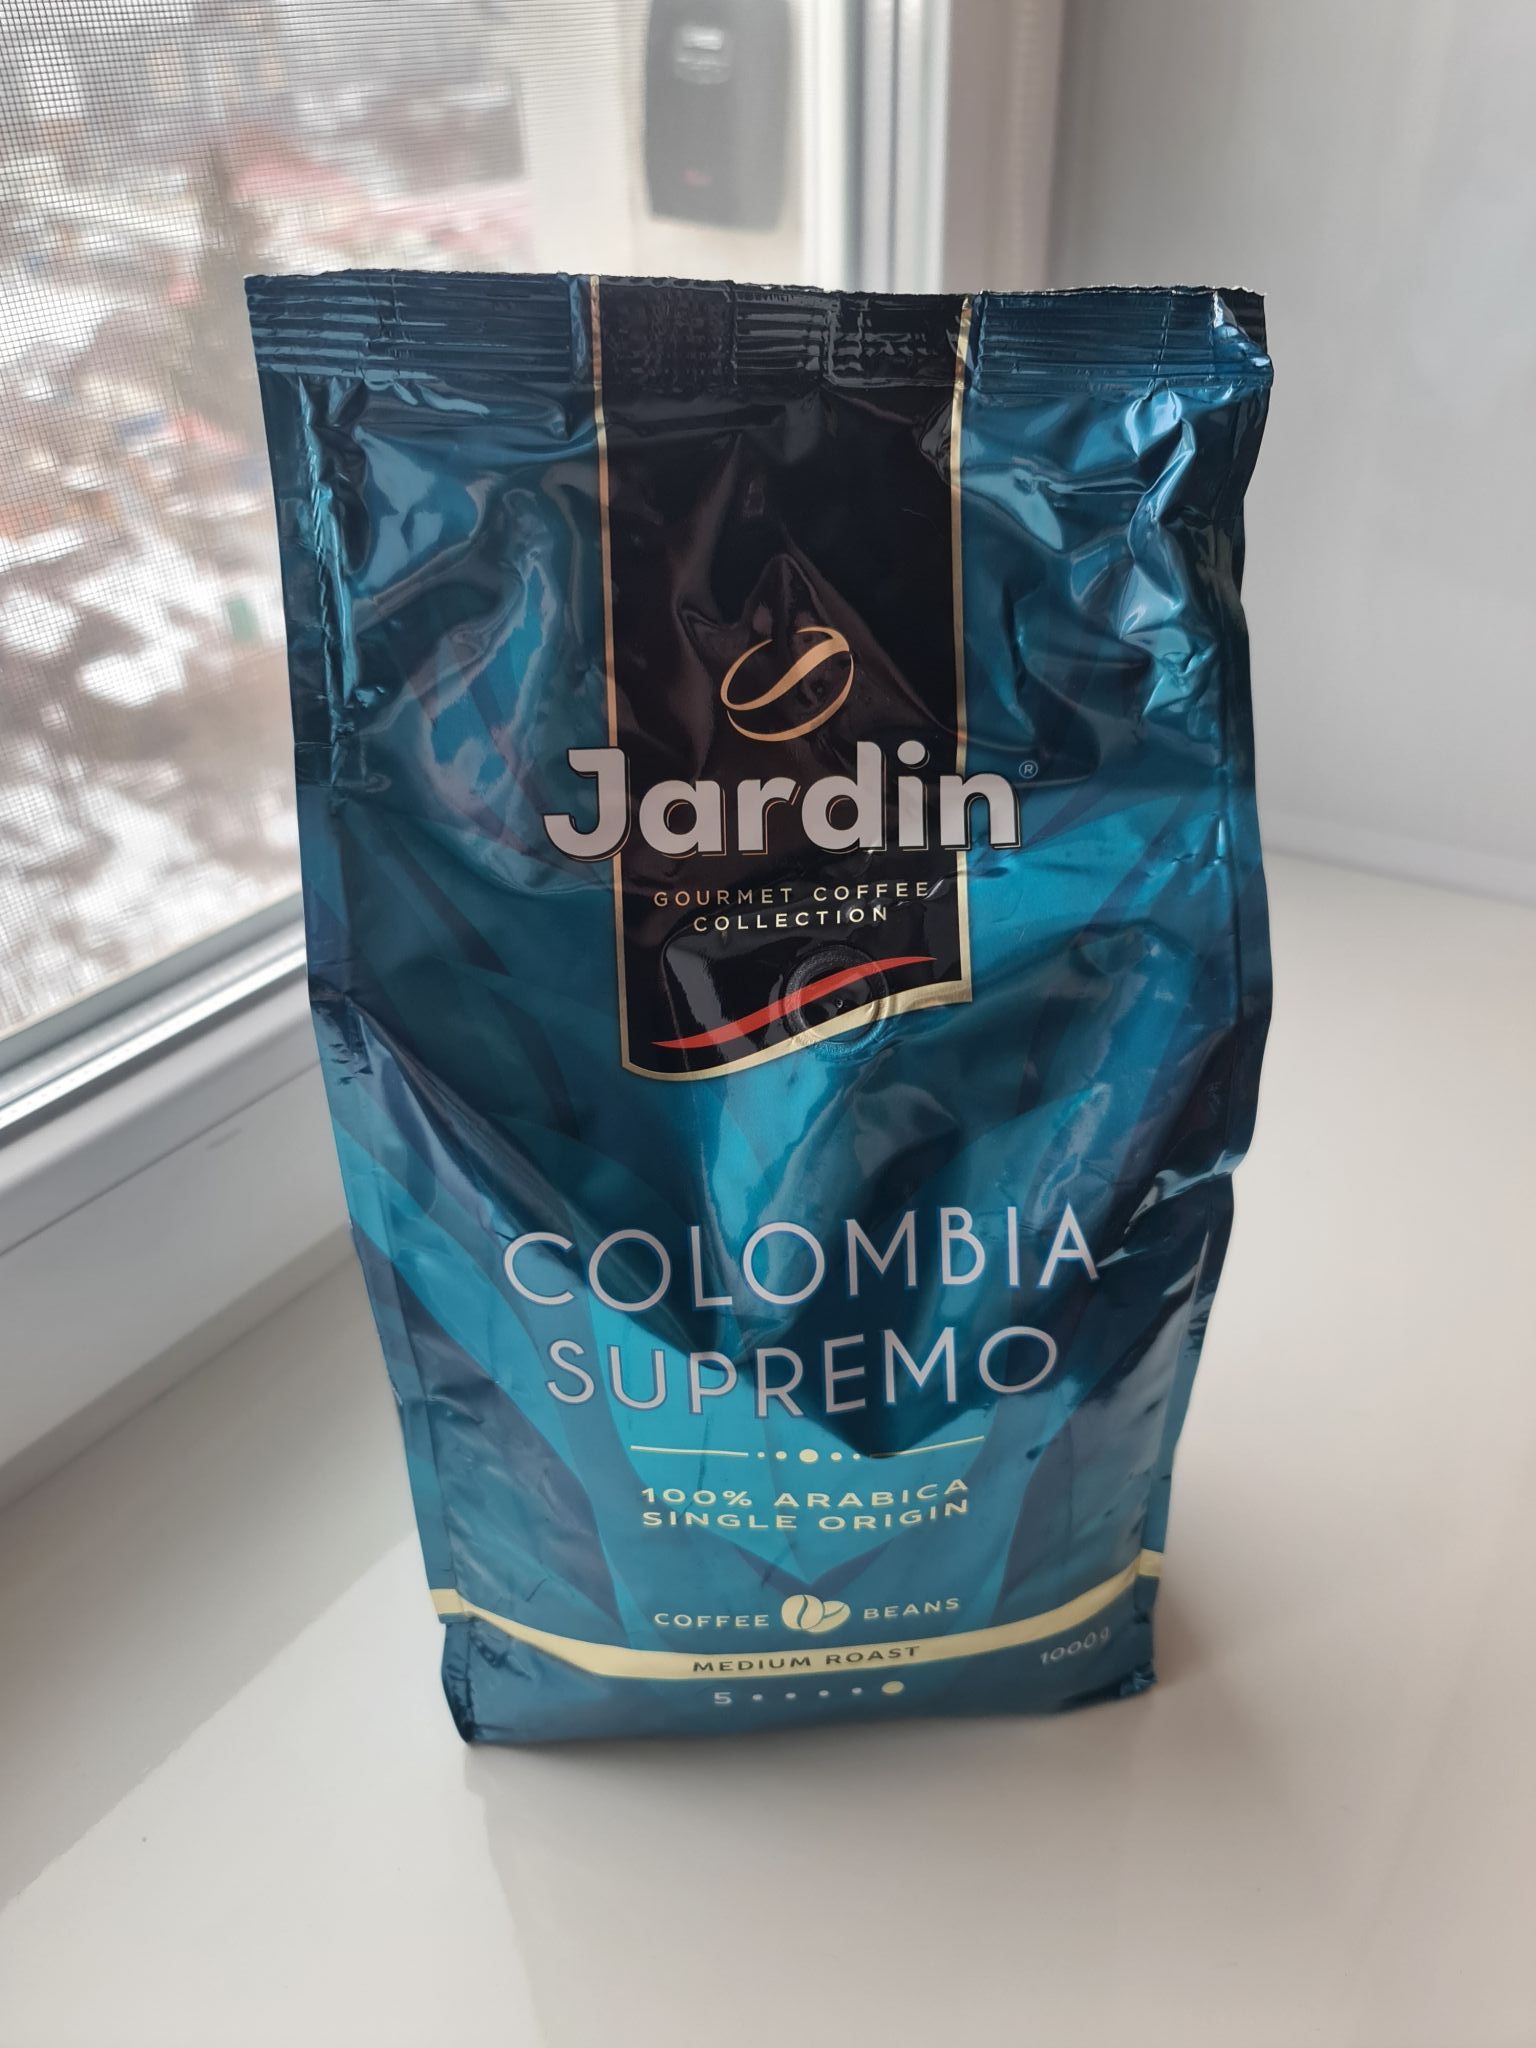 Jardin®
GOURMET COFFEE
COLLECTION
COLOMBIA
SUPREMO
100% ARABICA
SINGLE ORIGIN
COFFEE BEANS
MEDIUM ROAST
1000g
5